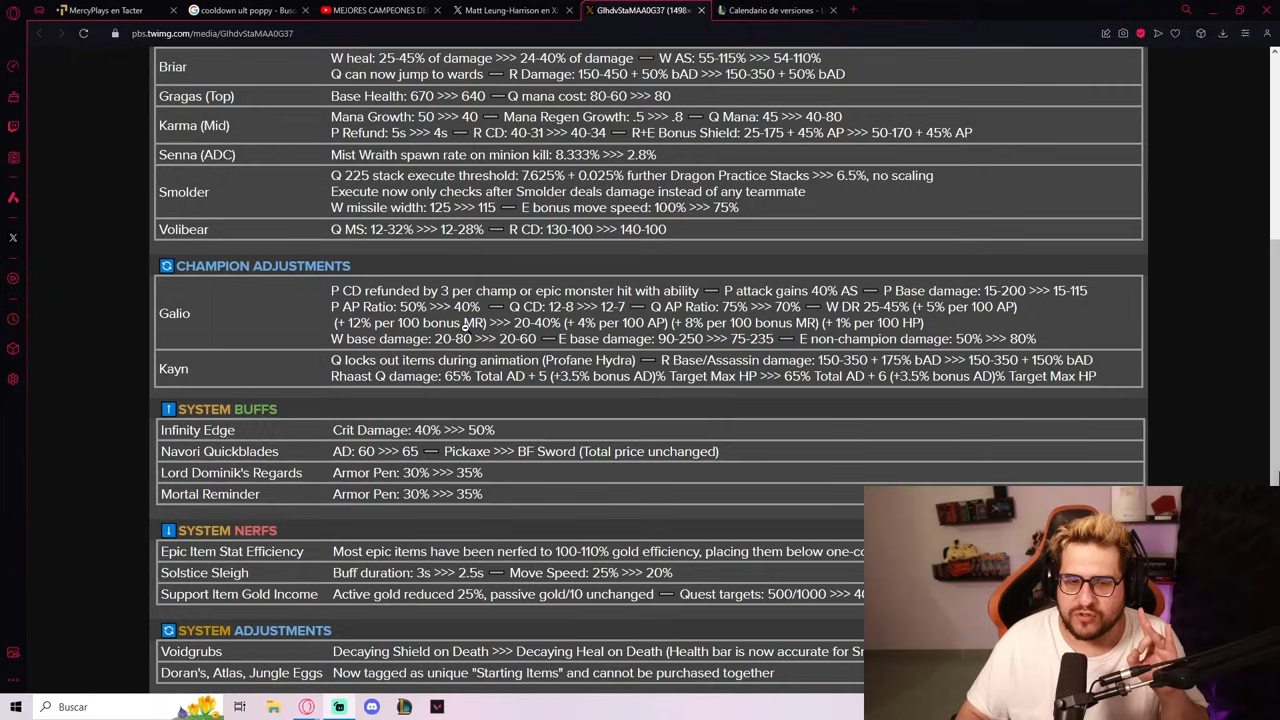 MercyPlays en Tacter
cooldown ult poppy - Bus
MEJORES CAMPEONES DE
Matt Leung-Harrison en X
GIhdvStaMAA0G37 (1498×
Calendario de versiones - L
pbs.twimg.com/media/GIhdvStaMAA0G37
Briar
W heal: 25-45% of damage >>> 24-40% of damage — W AS: 55-115% >>> 54-110%
Q can now jump to wards — R Damage: 150-450 + 50% bAD >>> 150-350 + 50% bAD
Gragas (Top)
Base Health: 670 >>> 640 — Q mana cost: 80-60 >>> 80
Karma (Mid)
Mana Growth: 50 >>> 40 — Mana Regen Growth: .5 >>> .8 — Q Mana: 45 >>> 40-80
P Refund: 5s >>> 4s — R CD: 40-31 >>> 40-34 — R+E Bonus Shield: 25-175 + 45% AP >>> 50-170 + 45% AP
Senna (ADC)
Mist Wraith spawn rate on minion kill: 8.333% >>> 2.8%
Smolder
Q 225 stack execute threshold: 7.625% + 0.025% further Dragon Practice Stacks >>> 6.5%, no scaling
Execute now only checks after Smolder deals damage instead of any teammate
W missile width: 125 >>> 115 — E bonus move speed: 100% >>> 75%
Volibear
Q MS: 12-32% >>> 12-28% — R CD: 130-100 >>> 140-100
CHAMPION ADJUSTMENTS
Galio
P CD refunded by 3 per champ or epic monster hit with ability — P attack gains 40% AS — P Base damage: 15-200 >>> 15-115
P AP Ratio: 50% >>> 40% — Q CD: 12-8 >>> 12-7 — Q AP Ratio: 75% >>> 70% — W DR 25-45% (+ 5% per 100 AP)
(+ 12% per 100 bonus MR) >>> 20-40% (+ 4% per 100 AP) (+ 8% per 100 bonus MR) (+ 1% per 100 HP)
W base damage: 20-80 >>> 20-60 — E base damage: 90-250 >>> 75-235 — E non-champion damage: 50% >>> 80%
Kayn
Q locks out items during animation (Profane Hydra) — R Base/Assassin damage: 150-350 + 175% bAD >>> 150-350 + 150% bAD
Rhaast Q damage: 65% Total AD + 5 (+3.5% bonus AD)% Target Max HP >>> 65% Total AD + 6 (+3.5% bonus AD)% Target Max HP
SYSTEM BUFFS
Infinity Edge
Crit Damage: 40% >>> 50%
Navori Quickblades
AD: 60 >>> 65 — Pickaxe >>> BF Sword (Total price unchanged)
Lord Dominik's Regards
Armor Pen: 30% >>> 35%
Mortal Reminder
Armor Pen: 30% >>> 35%
SYSTEM NERFS
Epic Item Stat Efficiency
Most epic items have been nerfed to 100-110% gold efficiency, placing them below one-co
Solstice Sleigh
Buff duration: 3s >>> 2.5s — Move Speed: 25% >>> 20%
Support Item Gold Income
Active gold reduced 25%, passive gold/10 unchanged — Quest targets: 500/1000 >>> 40
SYSTEM ADJUSTMENTS
Voidgrubs
Decaying Shield on Death >>> Decaying Heal on Death (Health bar is now accurate for Sm
Doran's, Atlas, Jungle Eggs
Now tagged as unique "Starting Items" and cannot be purchased together
Buscar